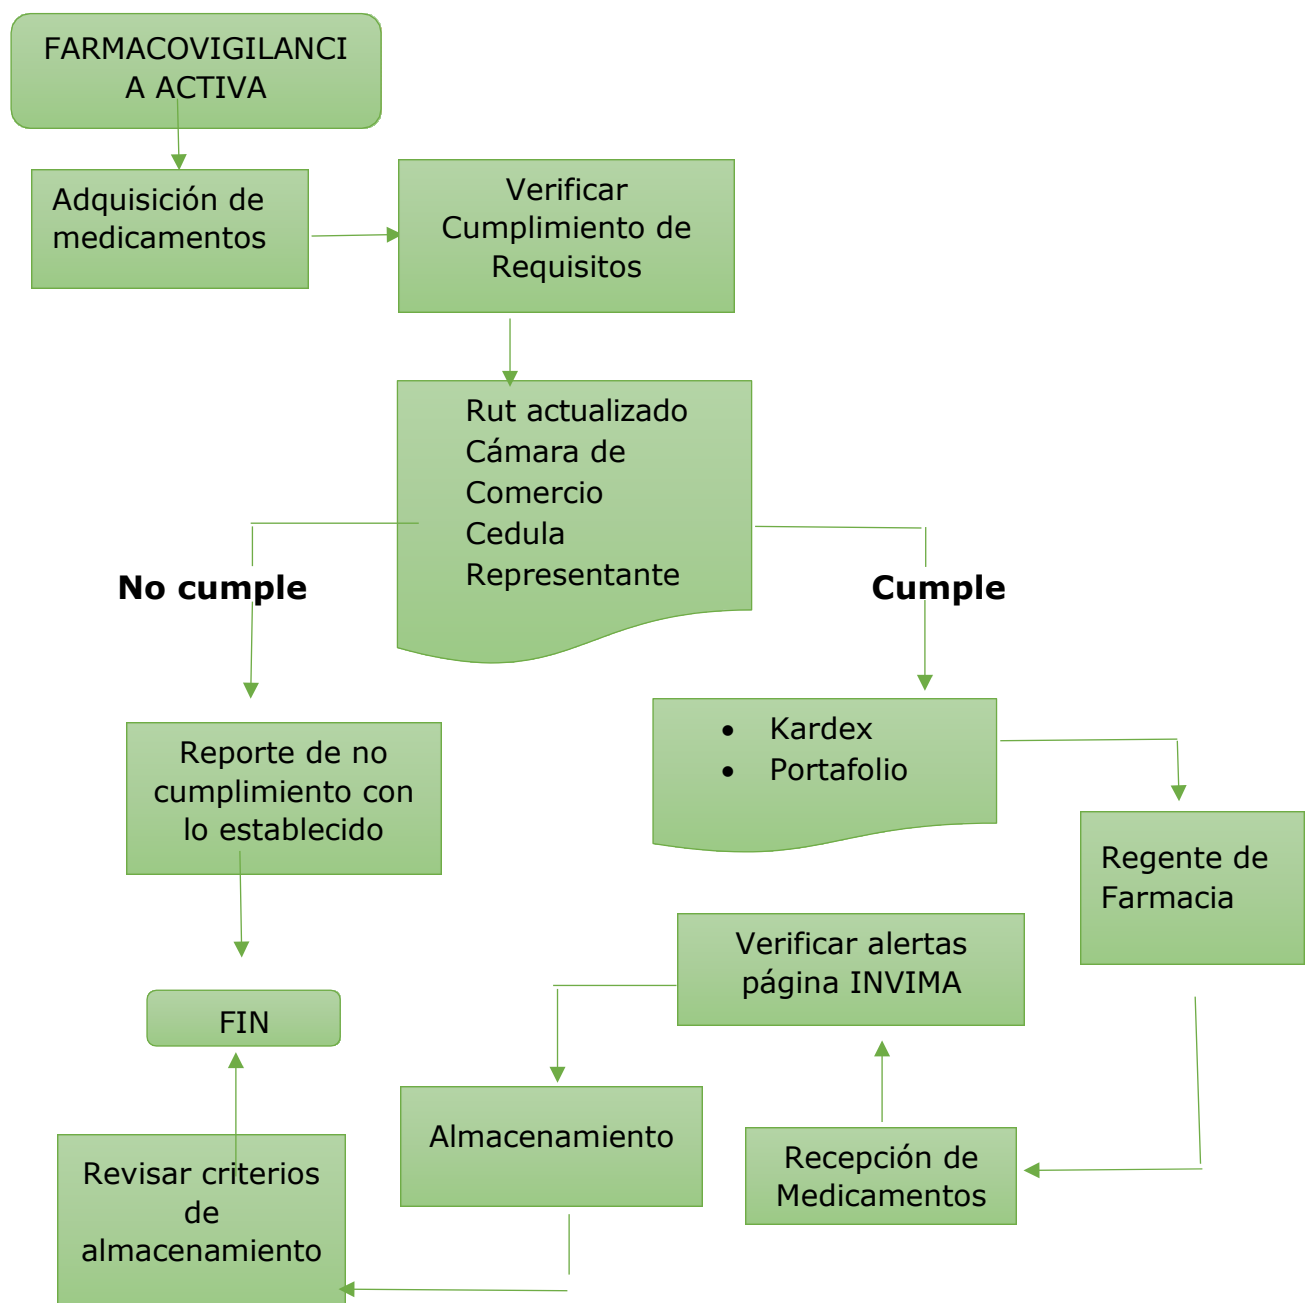 FARMACOVIGILANCI
A ACTIVA
Adquisición de
medicamentos
Verificar
Cumplimiento de
Requisitos
Rut actualizado
Cámara de
Comercio
Cedula
Representante
No cumple
Cumple
Reporte de no
cumplimiento con
lo establecido
• Kardex
• Portafolio
Regente de
Farmacia
Verificar alertas
página INVIMA
FIN
Almacenamiento
Recepción de
Medicamentos
Revisar criterios
de
almacenamiento